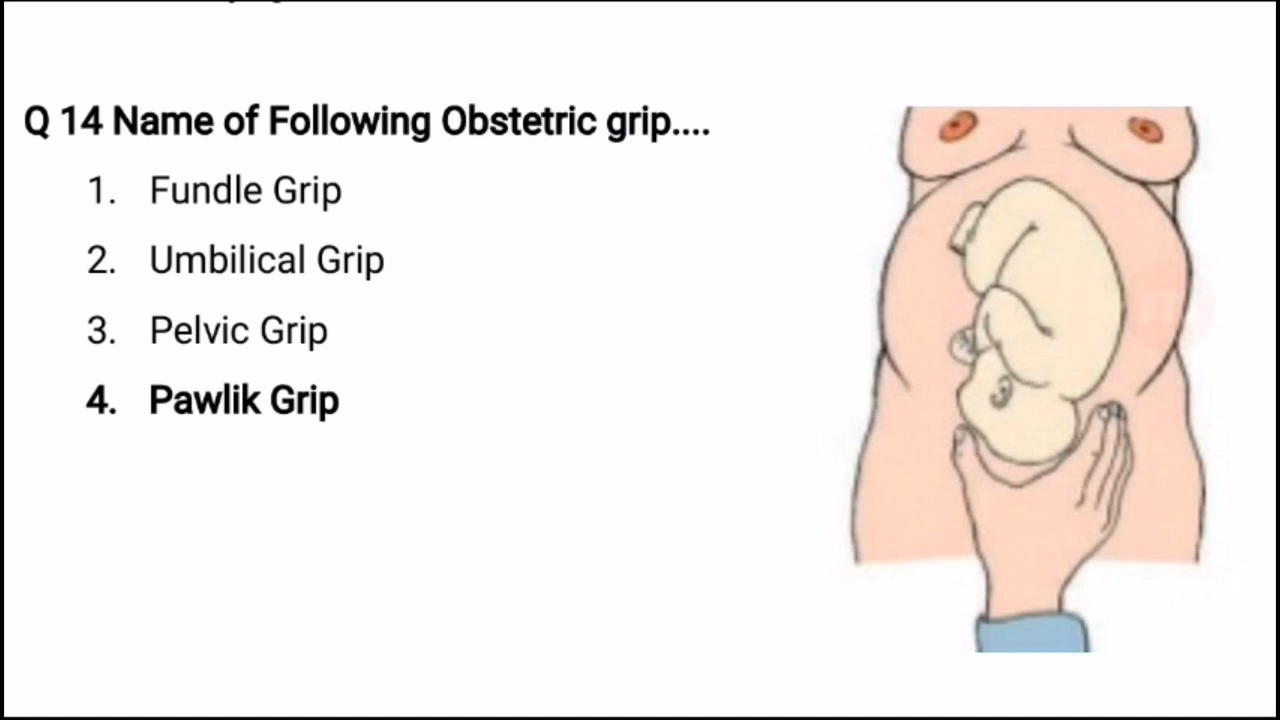 Q 14 Name of Following Obstetric grip....
1. Fundle Grip
2. Umbilical Grip
3. Pelvic Grip
4. Pawlik Grip